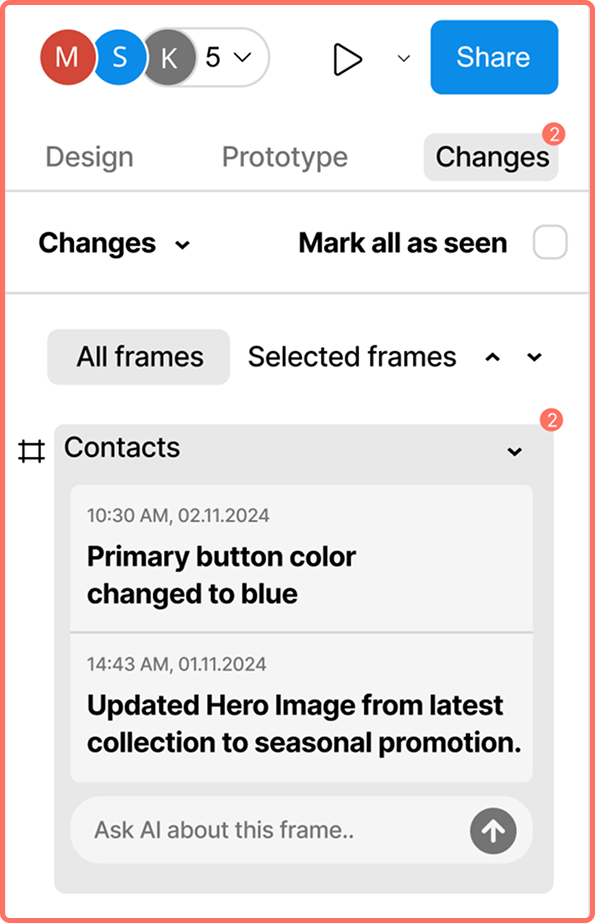 M S K 5 Share
Design Prototype Changes 2
Changes Mark all as seen
All frames Selected frames
2
Contacts
10:30 AM, 02.11.2024
Primary button color
changed to blue
14:43 AM, 01.11.2024
Updated Hero Image from latest
collection to seasonal promotion.
Ask AI about this frame..